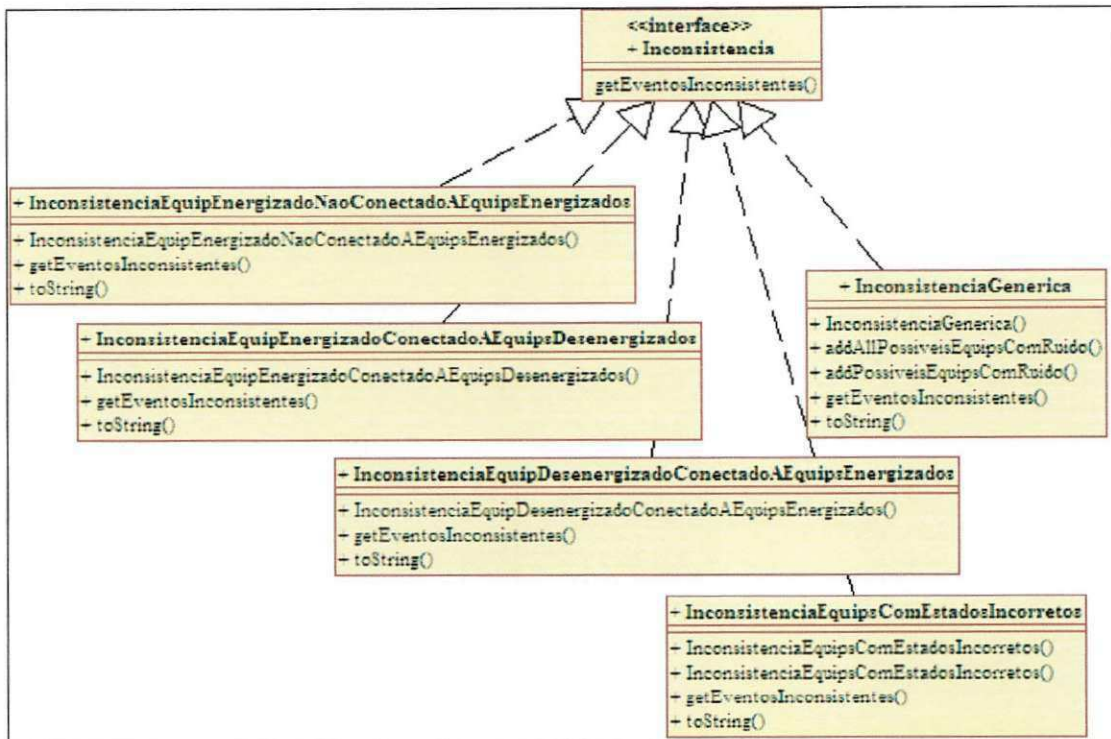 <<interface>>
+ Inconsistencia
getEventosInconsistentes()
+ InconsistenciaEquipEnergizadoNaoConectadoAEquipsEnergizados
+ InconsistenciaEquipEnergizadoNaoConectadoAEquipsEnergizados()
+ getEventosInconsistentes()
+ toString()
+ InconsistenciaEquipEnergizadoConectadoAEquipsDesenergizados
+ InconsistenciaEquipEnergizadoConectadoAEquipsDesenergizados()
+ getEventosInconsistentes()
+ toString()
+ InconsistenciaGenerica
+ InconsistenciaGenerica()
+ addAllPossiveisEquipsComRuido()
+ addPossiveisEquipsComRuido()
+ getEventosInconsistentes()
+ toString()
+ InconsistenciaEquipDesenergizadoConectadoAEquipsEnergizados
+ InconsistenciaEquipDesenergizadoConectadoAEquipsEnergizados()
+ getEventosInconsistentes()
+ toString()
+ InconsistenciaEquipsComEstadosIncorretos
+ InconsistenciaEquipsComEstadosIncorretos()
+ InconsistenciaEquipsComEstadosIncorretos()
+ getEventosInconsistentes()
+ toString()